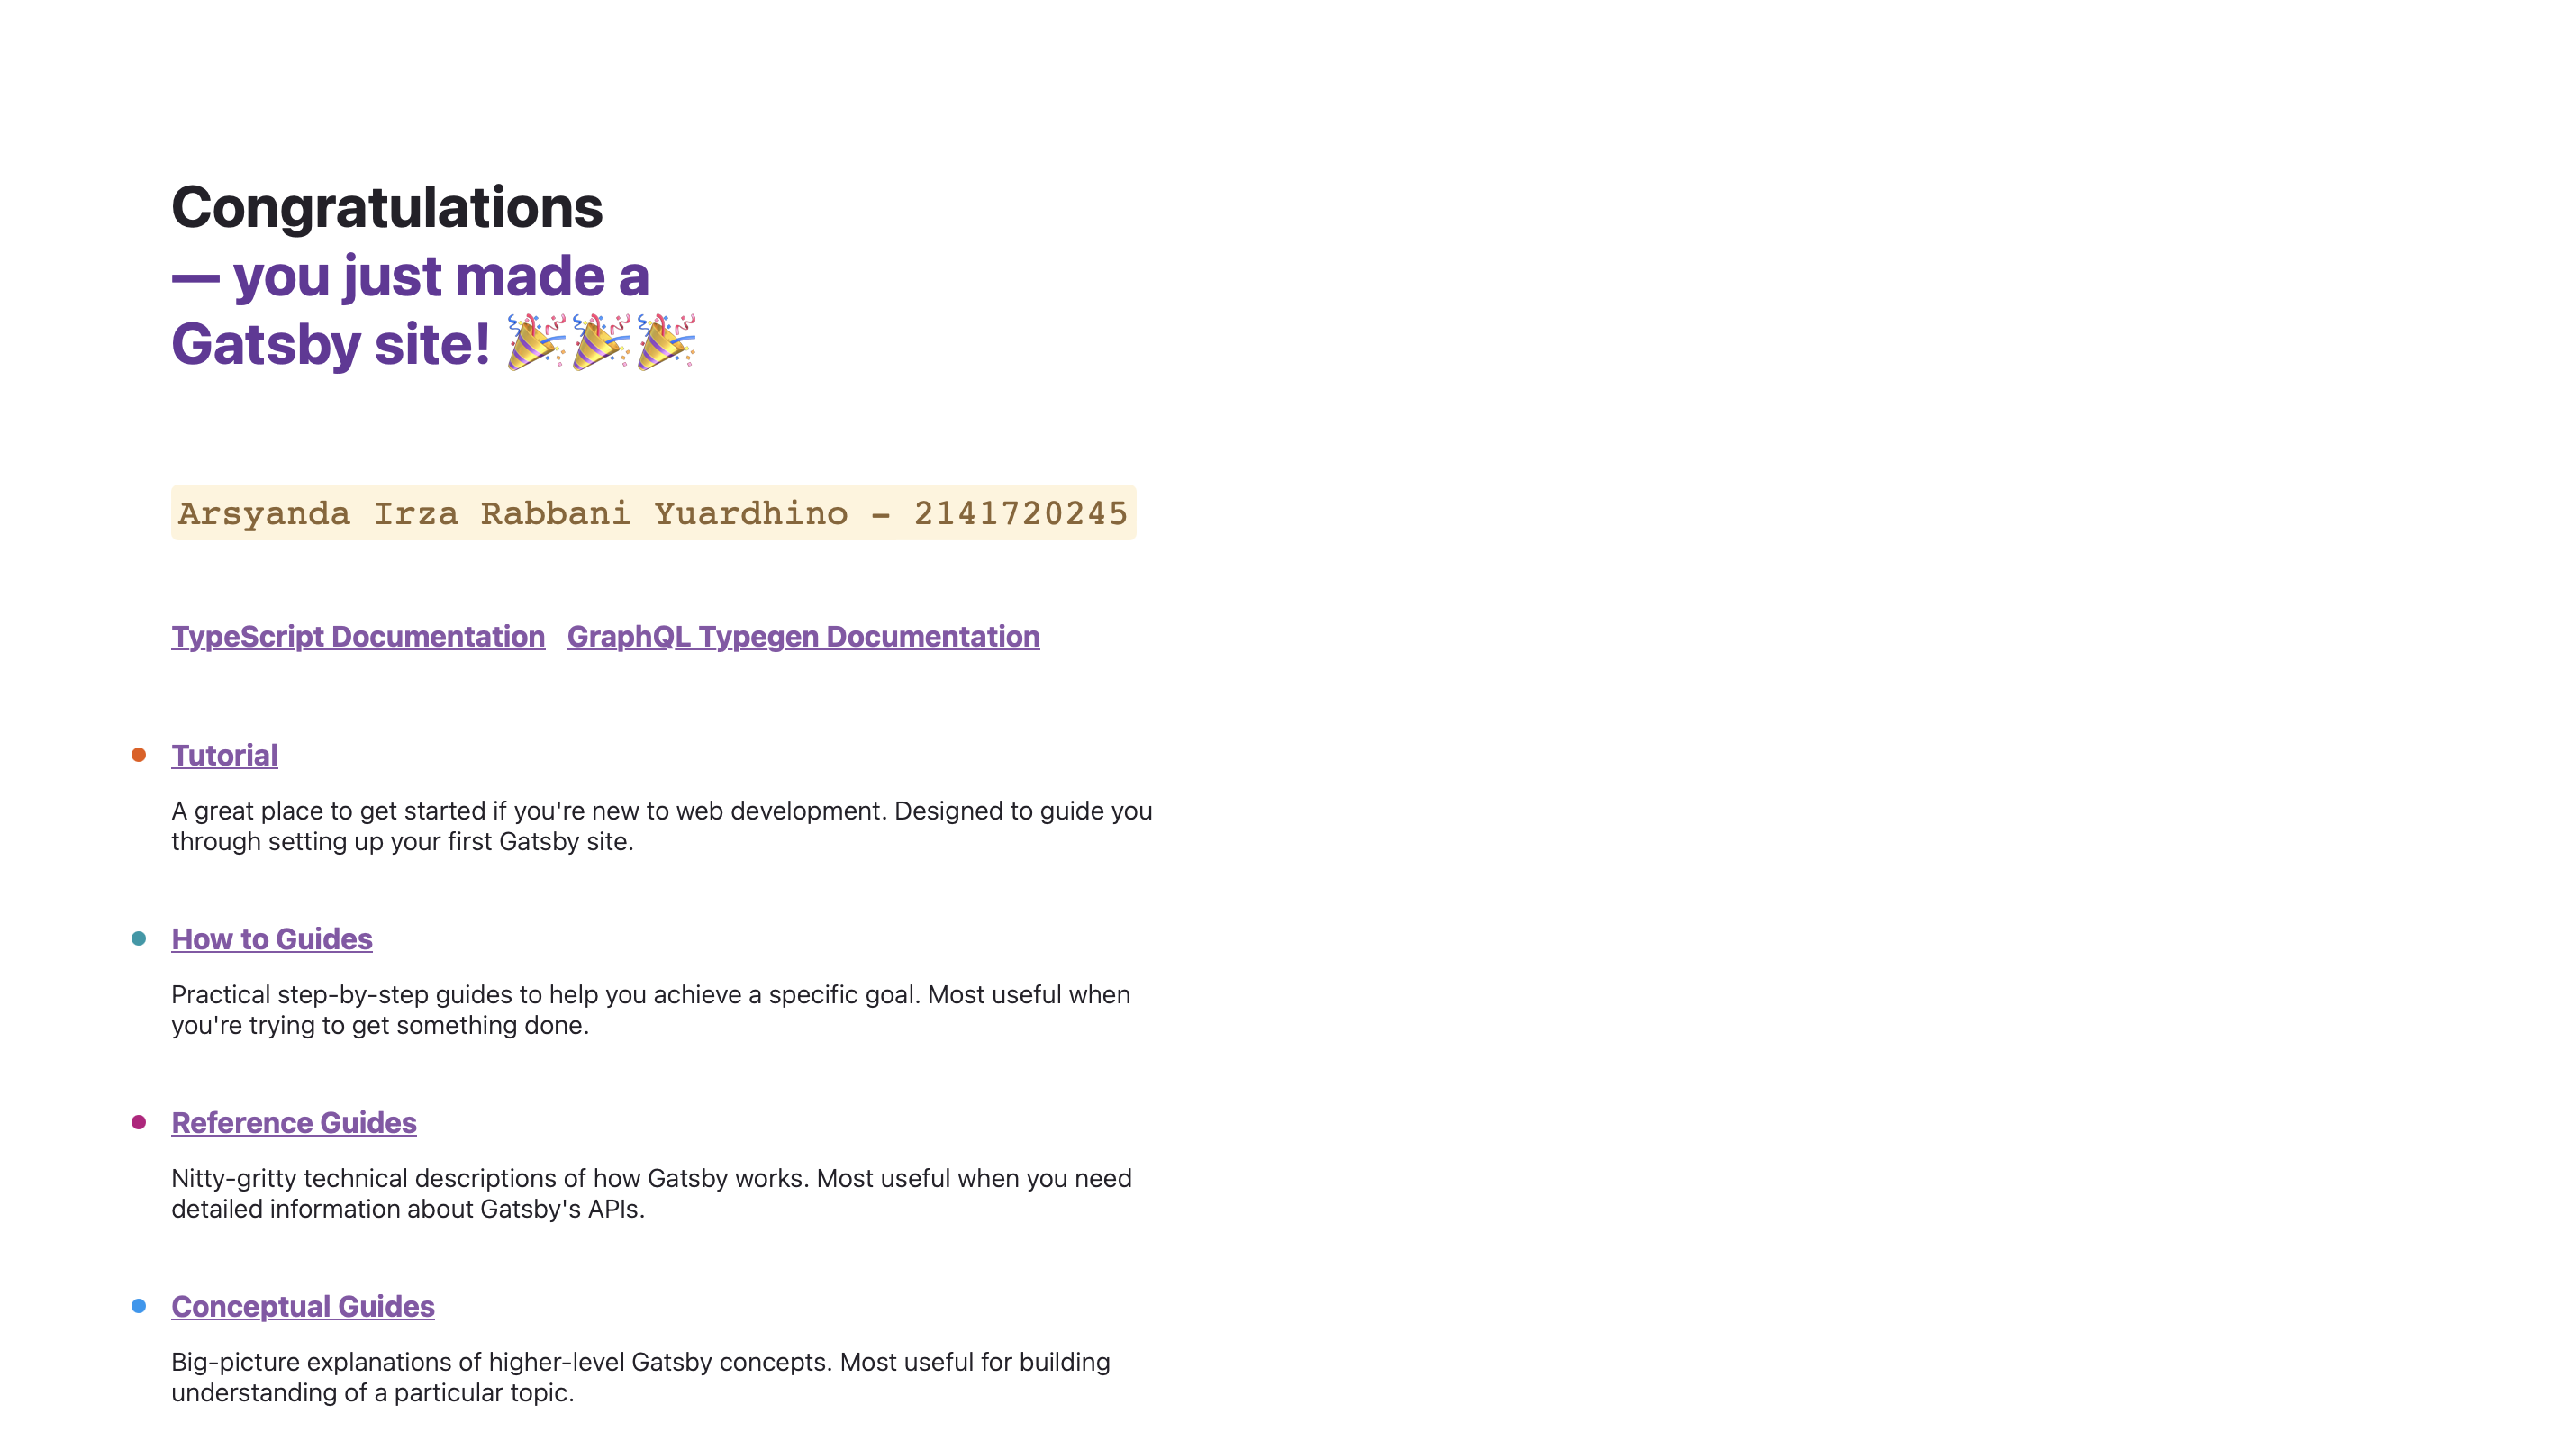 Congratulations
— you just made a
Gatsby site! 🎉🎉🎉
Arsyanda Irza Rabbani Yuardhino - 2141720245
TypeScript Documentation GraphQL Typegen Documentation
Tutorial
A great place to get started if you're new to web development. Designed to guide you
through setting up your first Gatsby site.
How to Guides
Practical step-by-step guides to help you achieve a specific goal. Most useful when
you're trying to get something done.
Reference Guides
Nitty-gritty technical descriptions of how Gatsby works. Most useful when you need
detailed information about Gatsby's APIs.
Conceptual Guides
Big-picture explanations of higher-level Gatsby concepts. Most useful for building
understanding of a particular topic.